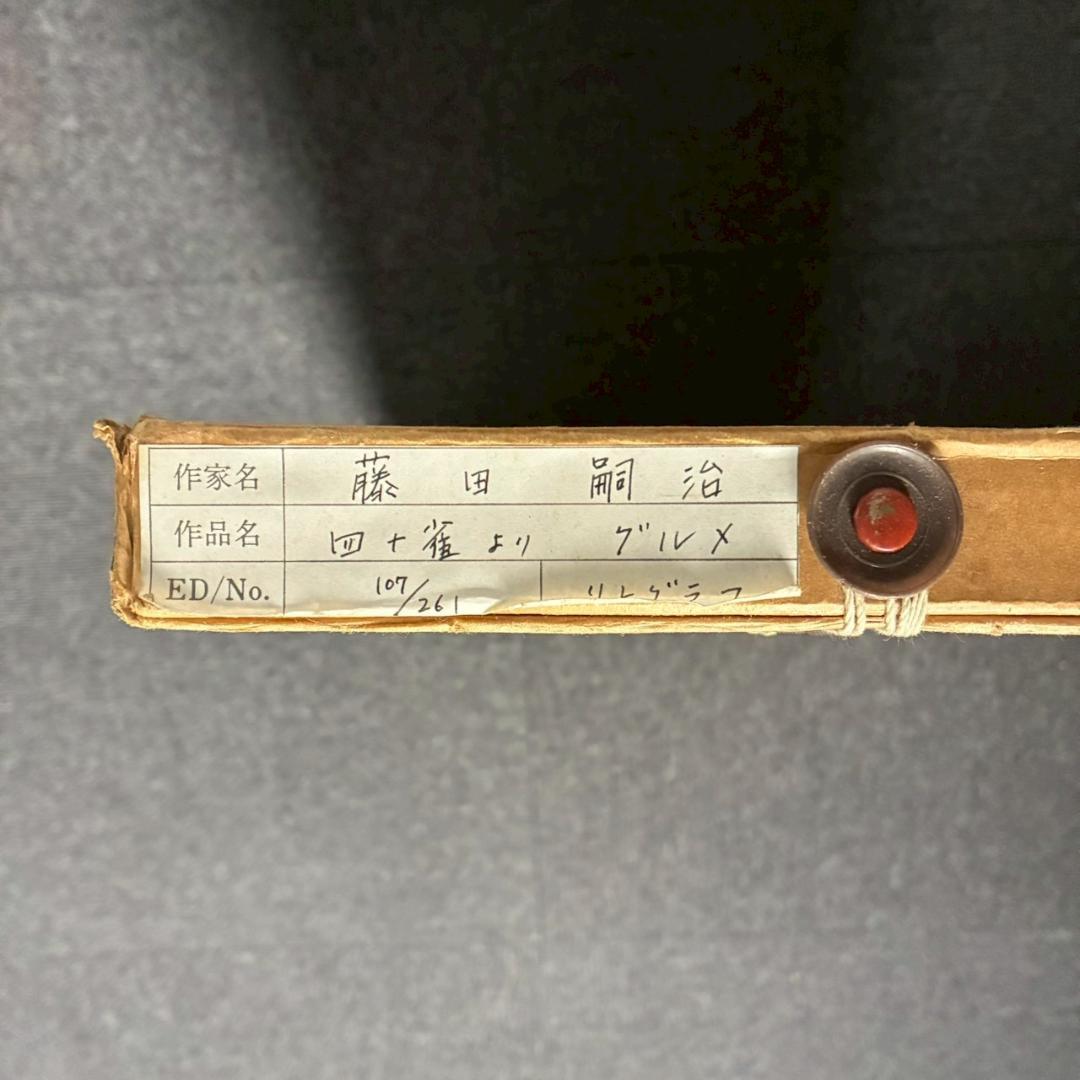 作家名 藤田 嗣治
作品名 四十雀より グルメ
ED/No. 107/261 リトグラフ